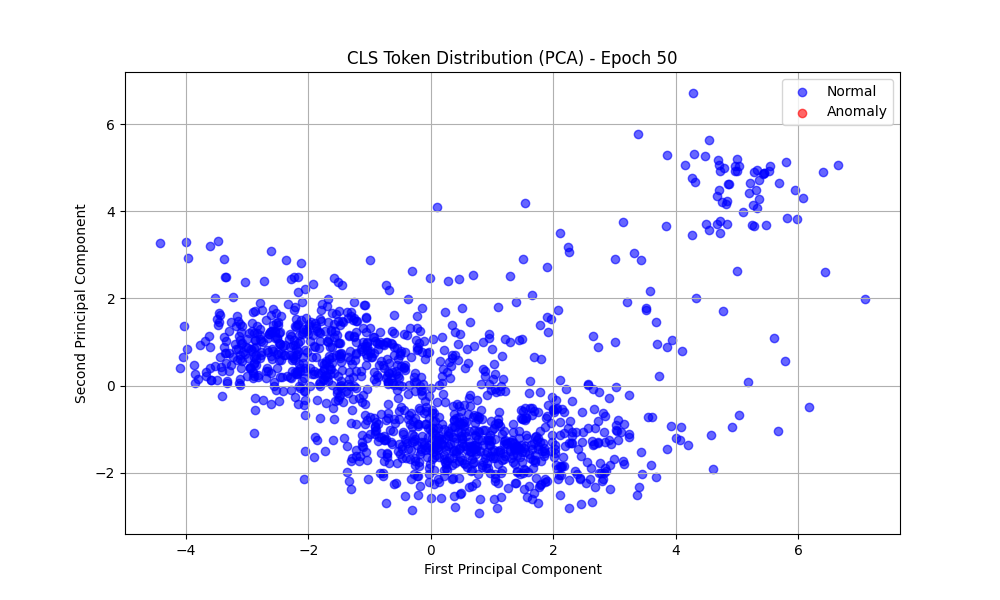 CLS Token Distribution (PCA) - Epoch 50
Normal
Anomaly
6
4
2
0
−2
Second Principal Component
−4
−2
0
2
4
6
First Principal Component